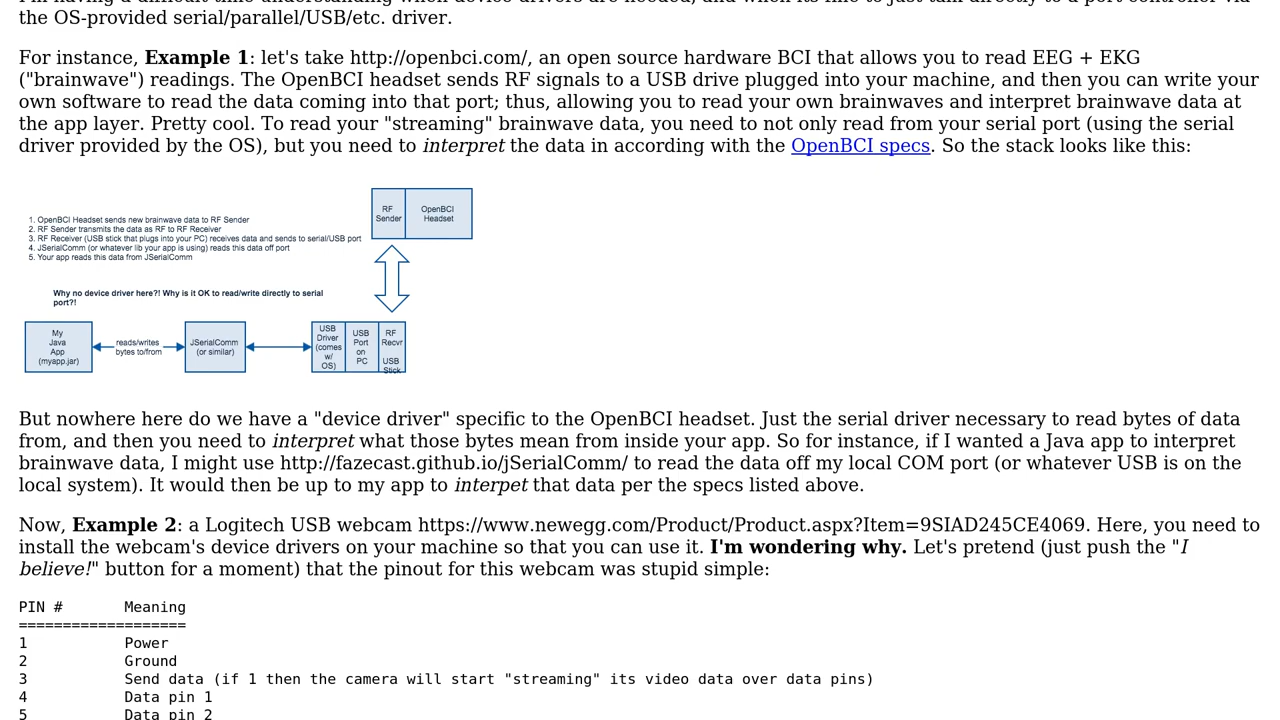 the OS-provided serial/parallel/USB/etc. driver.
For instance, Example 1: let's take http://openbci.com/, an open source hardware BCI that allows you to read EEG + EKG
("brainwave") readings. The OpenBCI headset sends RF signals to a USB drive plugged into your machine, and then you can write your
own software to read the data coming into that port; thus, allowing you to read your own brainwaves and interpret brainwave data at
the app layer. Pretty cool. To read your "streaming" brainwave data, you need to not only read from your serial port (using the serial
driver provided by the OS), but you need to interpret the data in according with the OpenBCI specs. So the stack looks like this:
RF
Sender
OpenBCI
Headset
1. OpenBCI Headset sends new brainwave data to RF Sender
2. RF Sender transmits the data as RF to RF Receiver
3. RF Receiver (USB stick that plugs into your PC) receives data and sends to serial/USB port
4. JSerialComm (or whatever lib your app is using) reads this data off port
5. Your app reads this data from JSerialComm
Why no device driver here?! Why is it OK to read/write directly to serial
port?!
My
Java
App
(myapp.jar)
reads/writes
bytes to/from
JSerialComm
(or similar)
USB
Driver
(comes
w/
OS)
USB
Port
on
PC
RF
Recvr
USB
Stick
But nowhere here do we have a "device driver" specific to the OpenBCI headset. Just the serial driver necessary to read bytes of data
from, and then you need to interpret what those bytes mean from inside your app. So for instance, if I wanted a Java app to interpret
brainwave data, I might use http://fazecast.github.io/jSerialComm/ to read the data off my local COM port (or whatever USB is on the
local system). It would then be up to my app to interpet that data per the specs listed above.
Now, Example 2: a Logitech USB webcam https://www.newegg.com/Product/Product.aspx?Item=9SIAD245CE4069. Here, you need to
install the webcam's device drivers on your machine so that you can use it. I'm wondering why. Let's pretend (just push the "I
believe!" button for a moment) that the pinout for this webcam was stupid simple:
PIN # Meaning
===================
1 Power
2 Ground
3 Send data (if 1 then the camera will start "streaming" its video data over data pins)
4 Data pin 1
5 Data pin 2